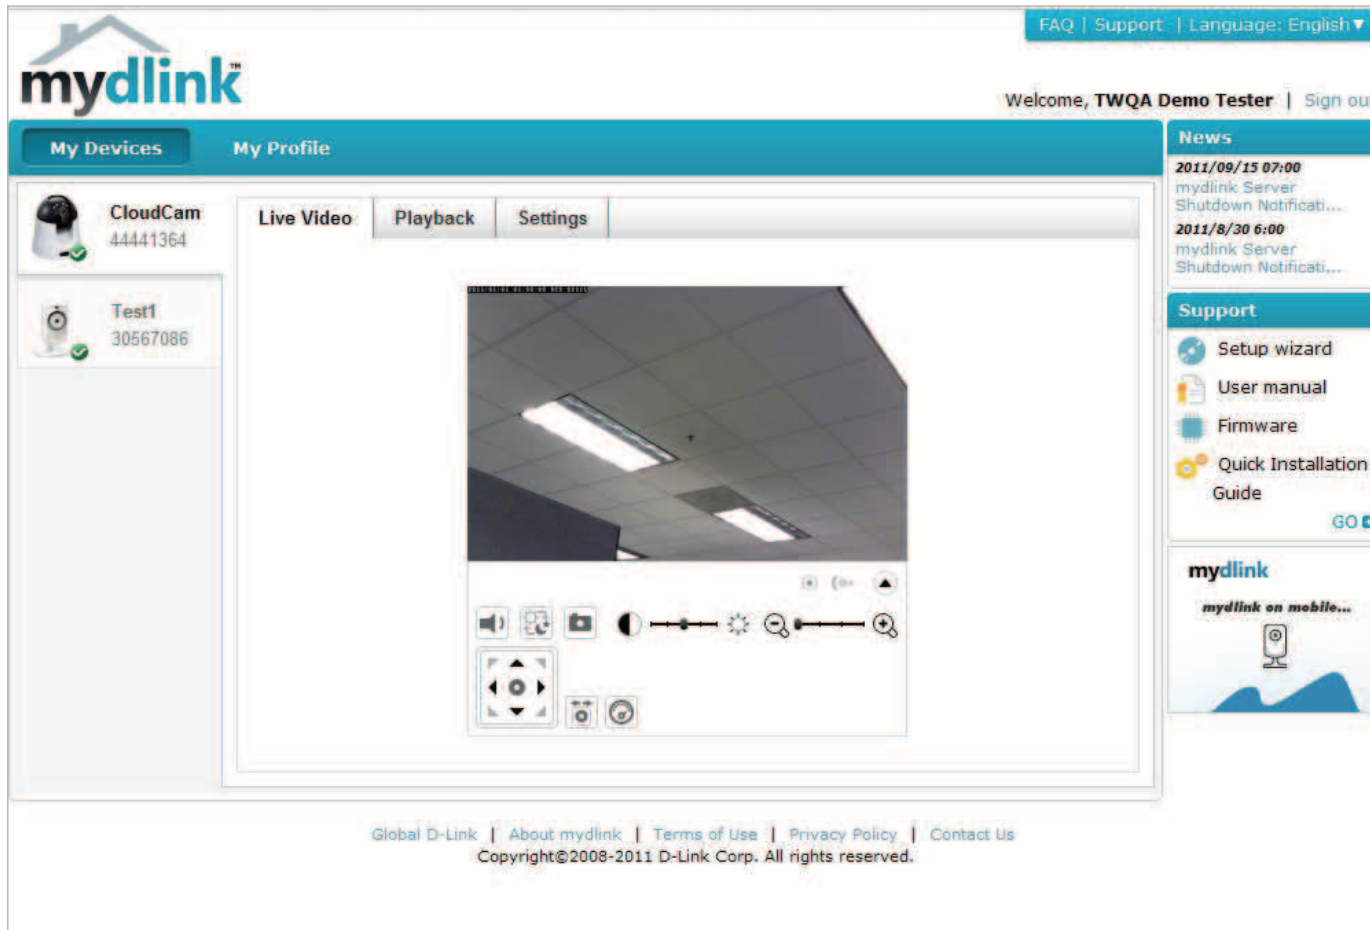 FAQ | Support | Language: English
mydlink™
Welcome, TWQA Demo Tester | Sign ou
My Devices
My Profile
CloudCam
44441364
Test1
30567086
Live Video
Playback
Settings
News
2011/09/15 07:00
mydlink Server
Shutdown Notificati...
2011/8/30 6:00
mydlink Server
Shutdown Notificati...
Support
Setup wizard
User manual
Firmware
Quick Installation
Guide
GO
mydlink
mydlink on mobile...
Global D-Link | About mydlink | Terms of Use | Privacy Policy | Contact Us
Copyright©2008-2011 D-Link Corp. All rights reserved.